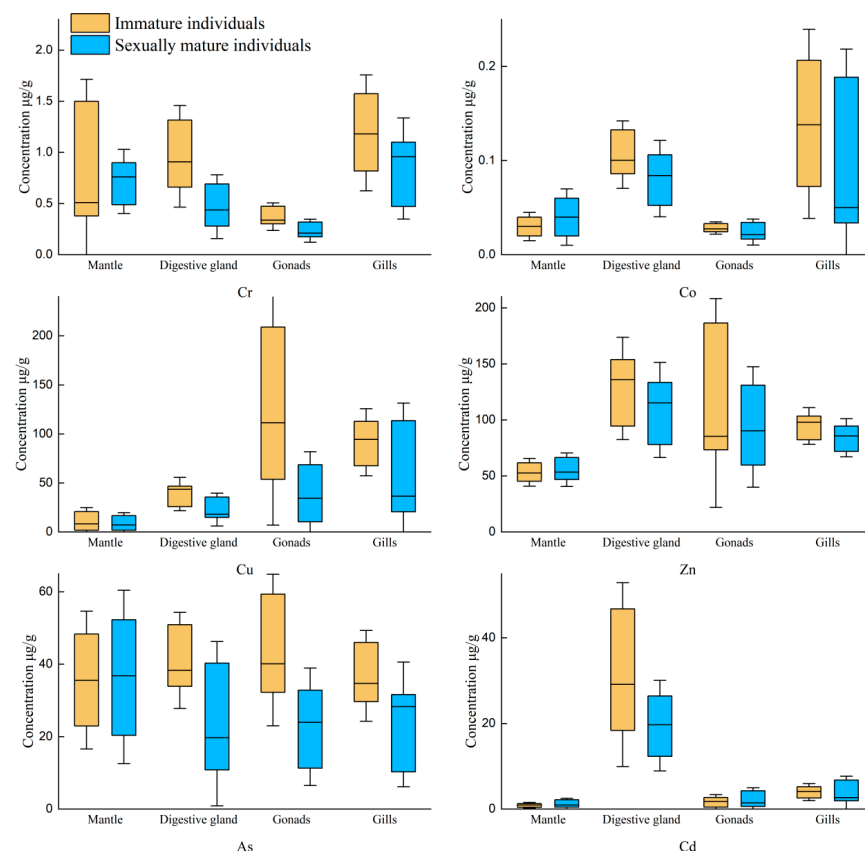 Immature individuals
Sexually mature individuals
Concentration µg/g
2.0
1.5
1.0
0.5
0.0
Mantle Digestive gland Gonads Gills
Cr
Concentration µg/g
0.2
0.1
0.0
Mantle Digestive gland Gonads Gills
Co
Concentration µg/g
200
150
100
50
0
Mantle Digestive gland Gonads Gills
Cu
Concentration µg/g
200
150
100
50
0
Mantle Digestive gland Gonads Gills
Zn
Concentration µg/g
60
40
20
0
Mantle Digestive gland Gonads Gills
As
Concentration µg/g
40
20
0
Mantle Digestive gland Gonads Gills
Cd